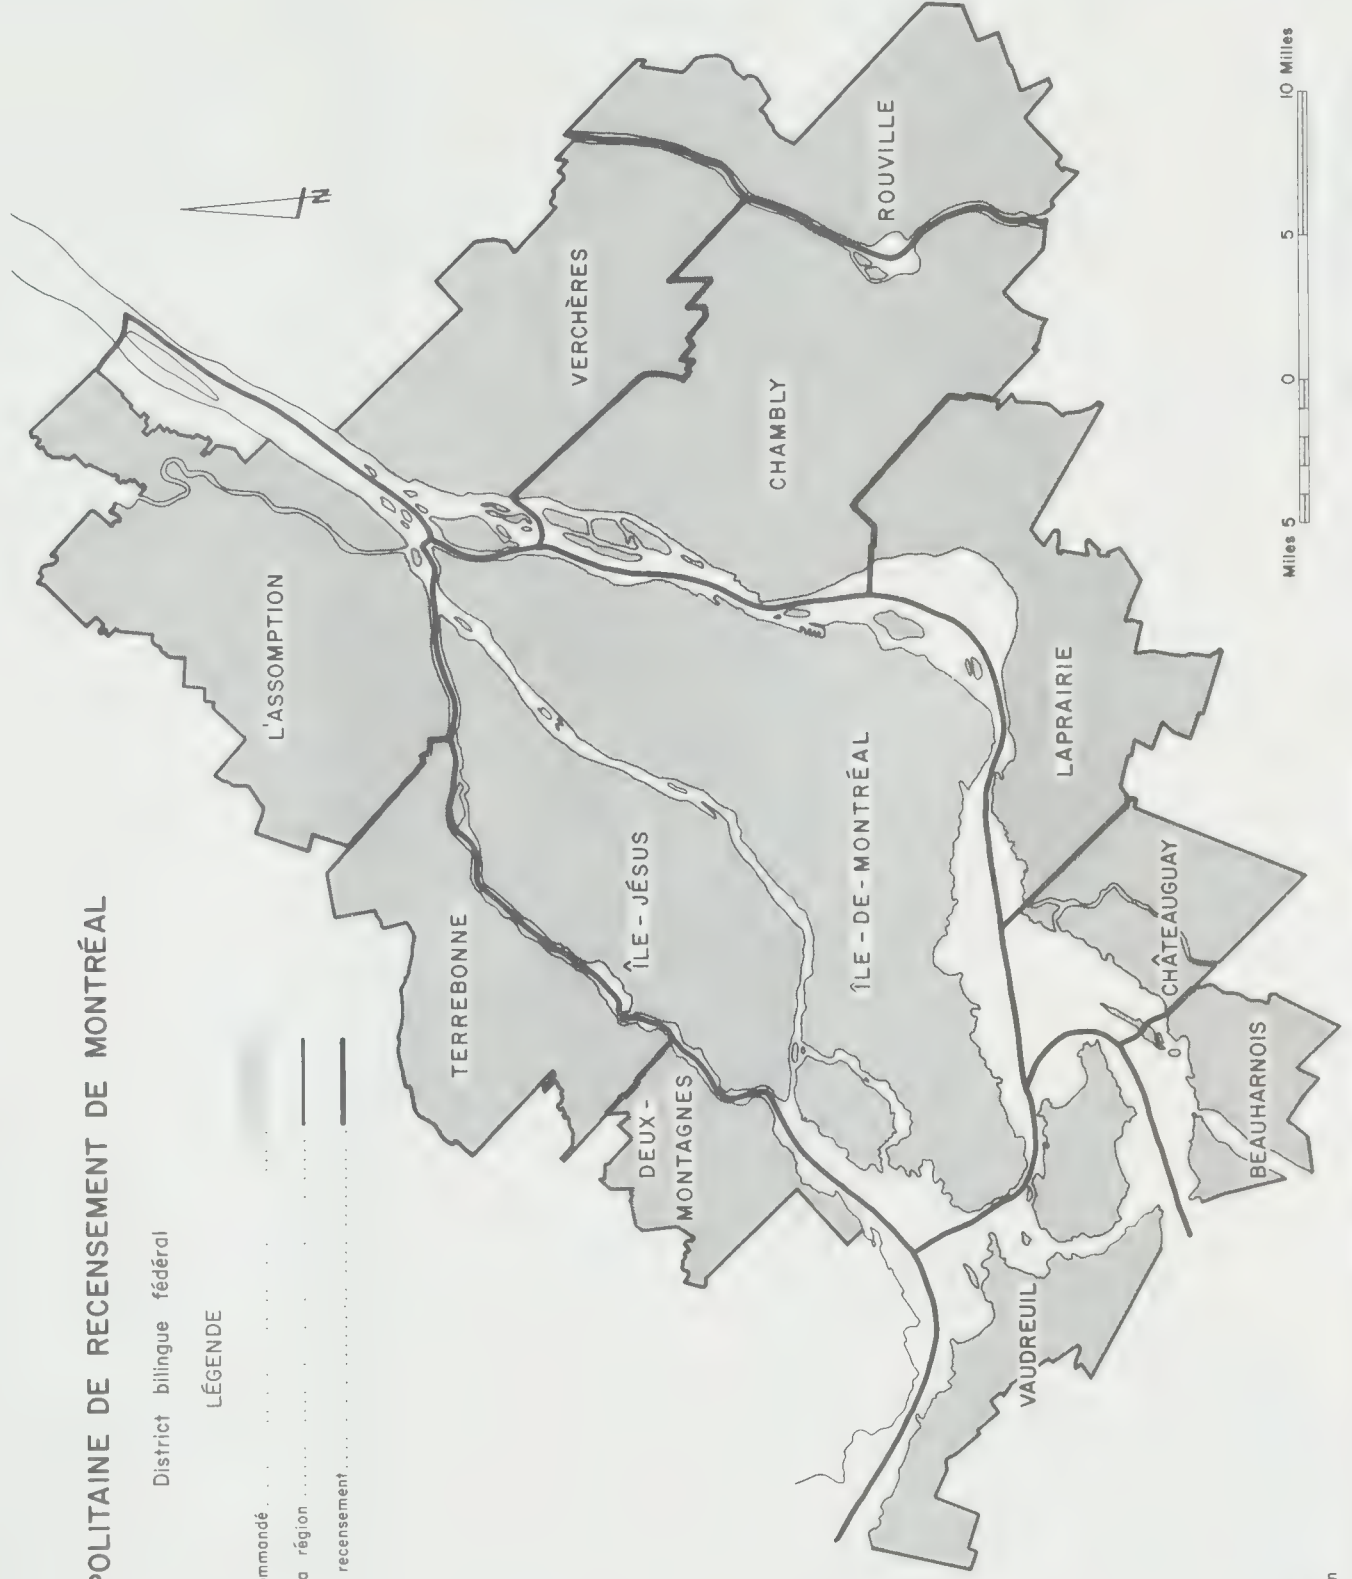 POLITAINE DE RECENSEMENT DE MONTRÉAL
District bilingue fédéral
LÉGENDE
mmandé
a région
recensement
N
L'ASSOMPTION
TERREBONNE
DEUX-
MONTAGNES
ÎLE-JÉSUS
ÎLE-DE-MONTRÉAL
VERCHÈRES
CHAMBLY
ROUVILLE
LAPRAIRIE
CHÂTEAUGUAY
BEAUHARNOIS
VAUDREUIL
Miles 5 0 5 10 Milles
n